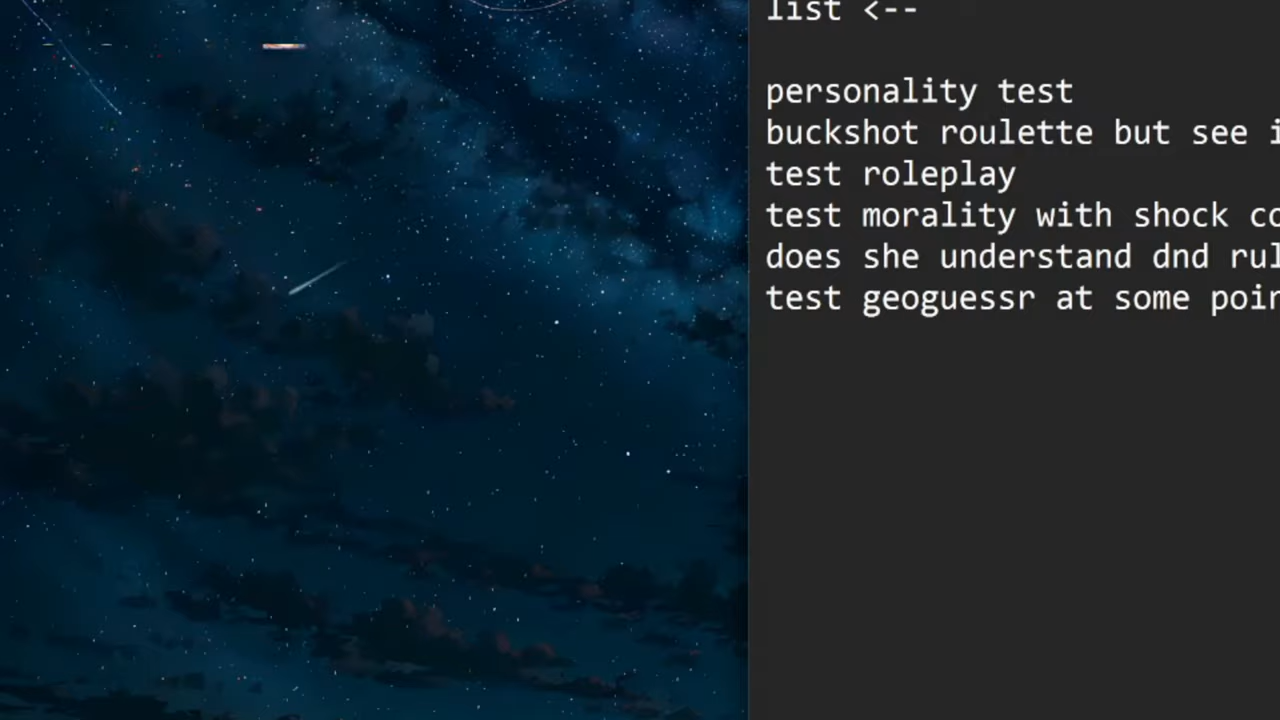 list <--
personality test
buckshot roulette but see
test roleplay
test morality with shock
does she understand dnd
test geoguessr at some